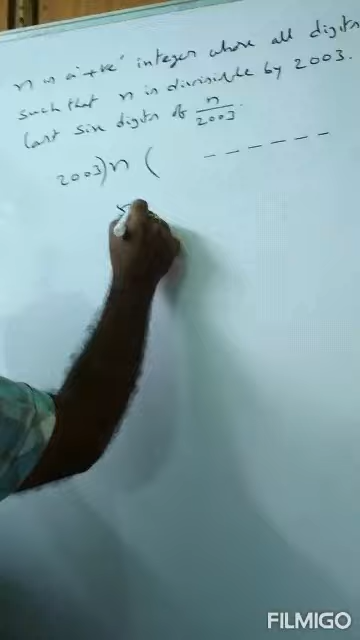 n is a +ve integer whose all digits
such that n is divisible by 2003.
last six digits of n/2003.
2003) n ( _ _ _ _ _ _
FILMIGO